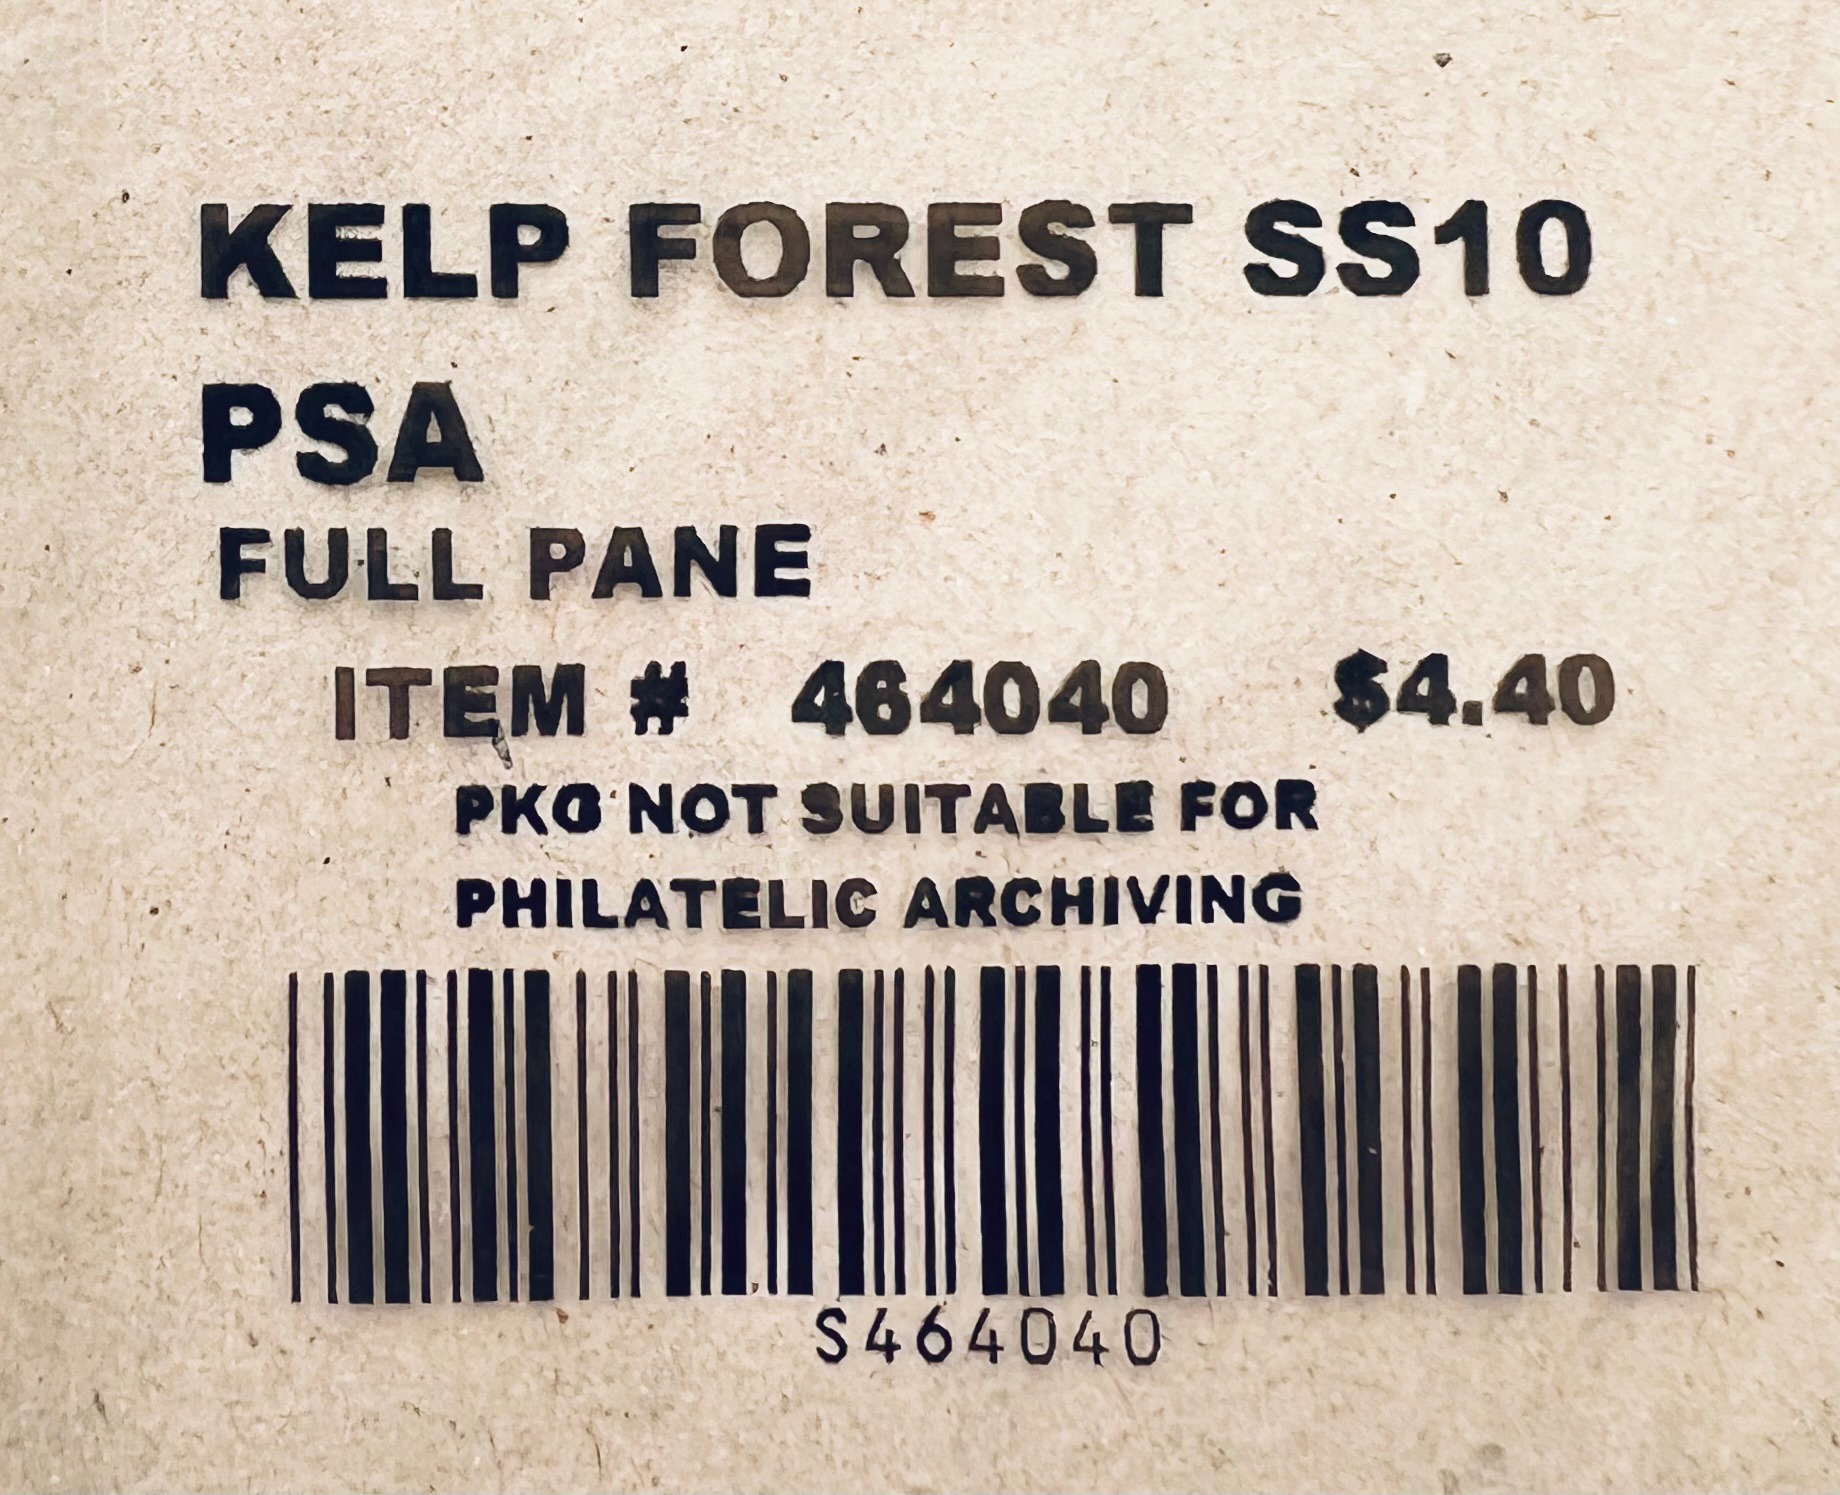 KELP FOREST SS10
PSA
FULL PANE
ITEM # 464040 $4.40
PKG NOT SUITABLE FOR
PHILATELIC ARCHIVING
S464040